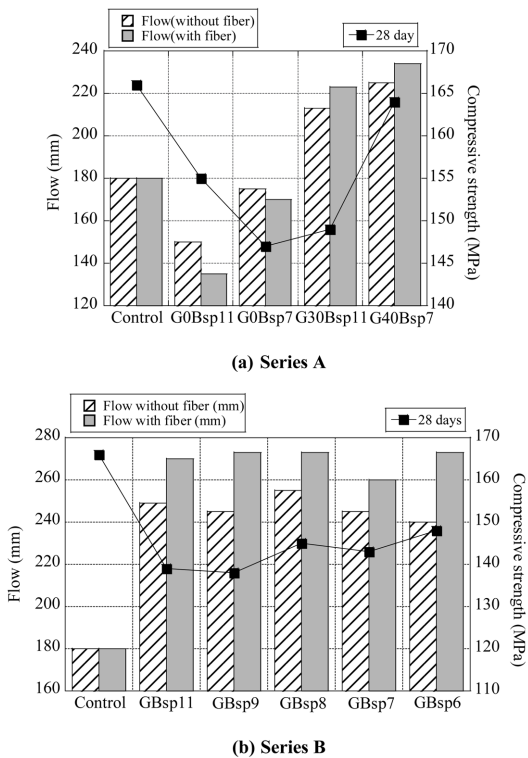 Flow(without fiber)
Flow(with fiber)
28 day
240
220
200
180
160
140
120
Flow (mm)
170
165
160
155
150
145
140
Compressive strength (MPa)
Control G0Bsp11 G0Bsp7 G30Bsp11 G40Bsp7
(a) Series A
Flow without fiber (mm)
Flow with fiber (mm)
28 days
280
260
240
220
200
180
160
Flow (mm)
170
160
150
140
130
120
110
Compressive strength (MPa)
Control GBsp11 GBsp9 GBsp8 GBsp7 GBsp6
(b) Series B